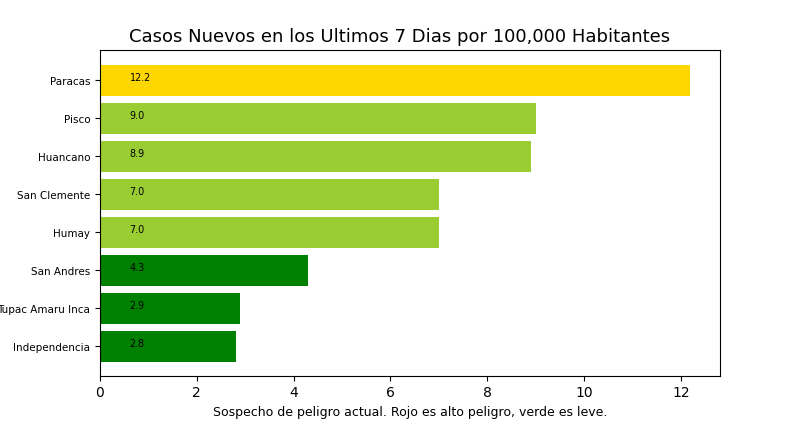 Casos Nuevos en los Ultimos 7 Dias por 100,000 Habitantes
Paracas 12.2
Pisco 9.0
Huancano 8.9
San Clemente 7.0
Humay 7.0
San Andres 4.3
Tupac Amaru Inca 2.9
Independencia 2.8
0 2 4 6 8 10 12
Sospecho de peligro actual. Rojo es alto peligro, verde es leve.